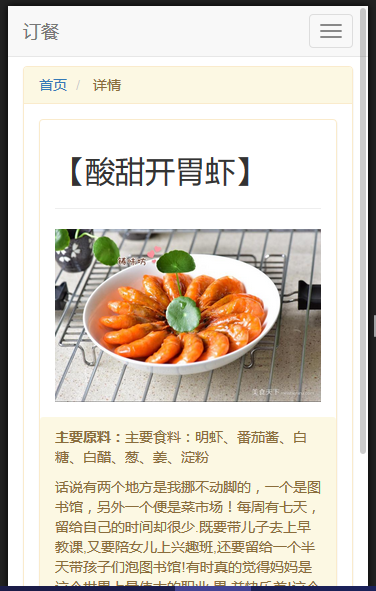 订餐
首页 / 详情
【酸甜开胃虾】
美食天下
主要原料：主要食料：明虾、番茄酱、白
糖、白醋、葱、姜、淀粉
话说有两个地方是我挪不动脚的，一个是图
书馆，另外一个便是菜市场！每周有七天，
留给自己的时间却很少.既要带儿子去上早
教课,又要陪女儿上兴趣班,还要留给一个半
天带孩子们泡图书馆!有时真的觉得妈妈是